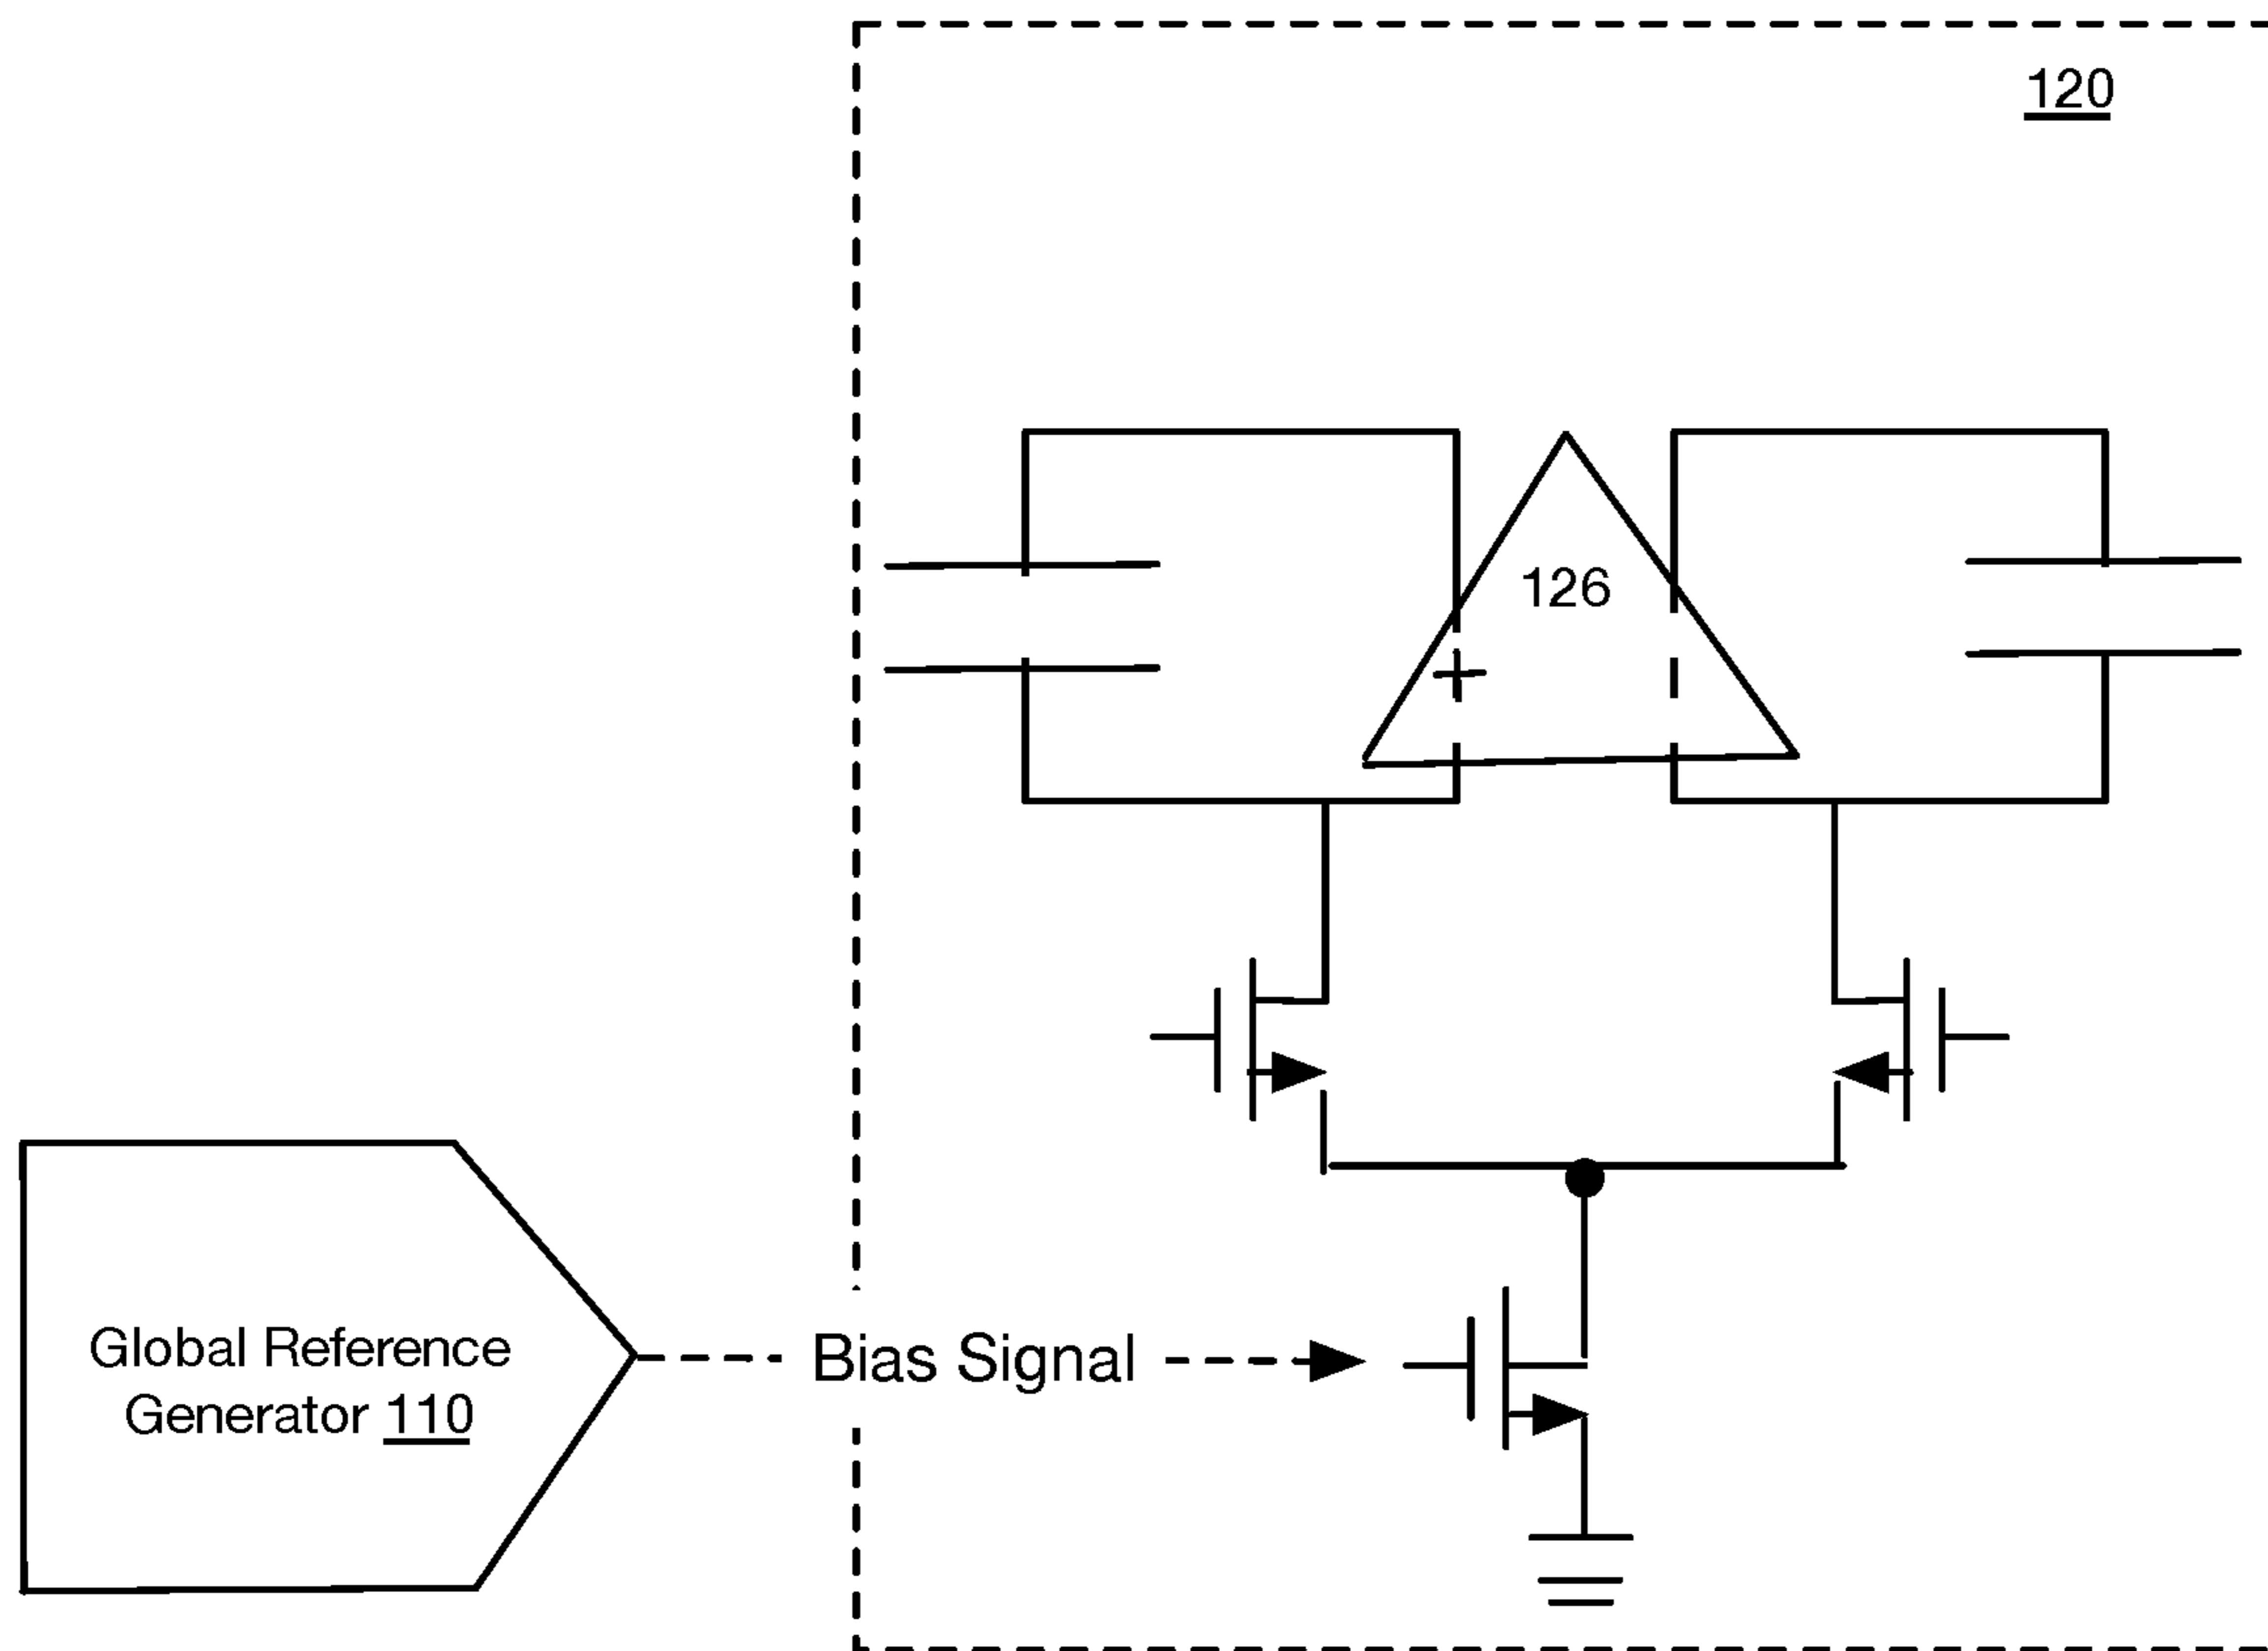 120
126
+
Global Reference
Generator 110
Bias Signal